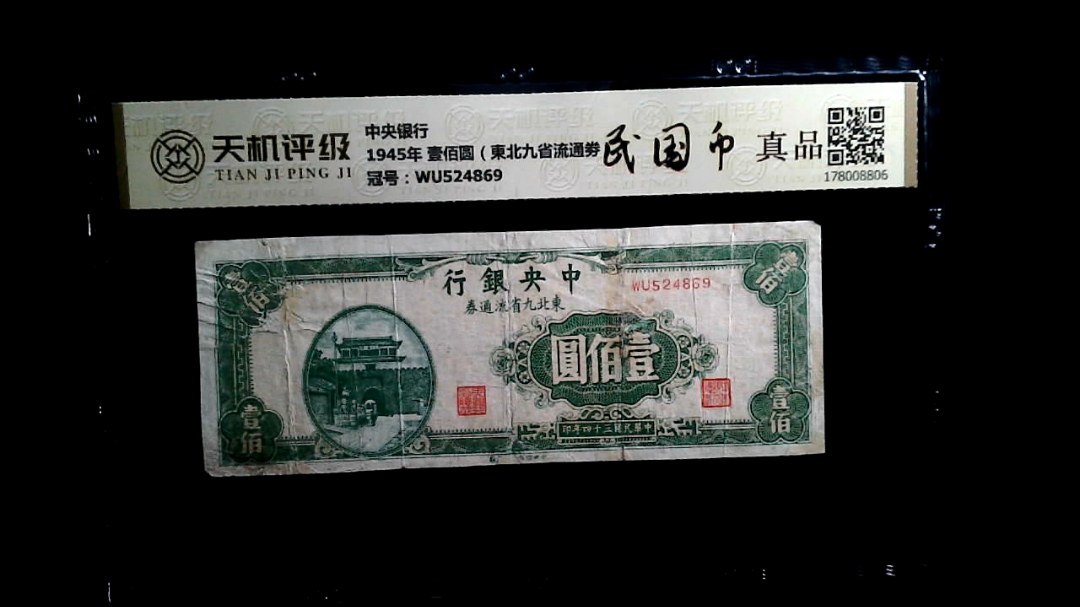 天机评级
TIAN JI PING JI
中央银行
1945年 壹佰圆（東北九省流通券
冠号：WU524869
民国币
真品
178008806
行銀央中
券通流省九北東
WU524869
圓佰壹
壹佰
壹佰
壹佰
壹佰
印年四十三國民華中